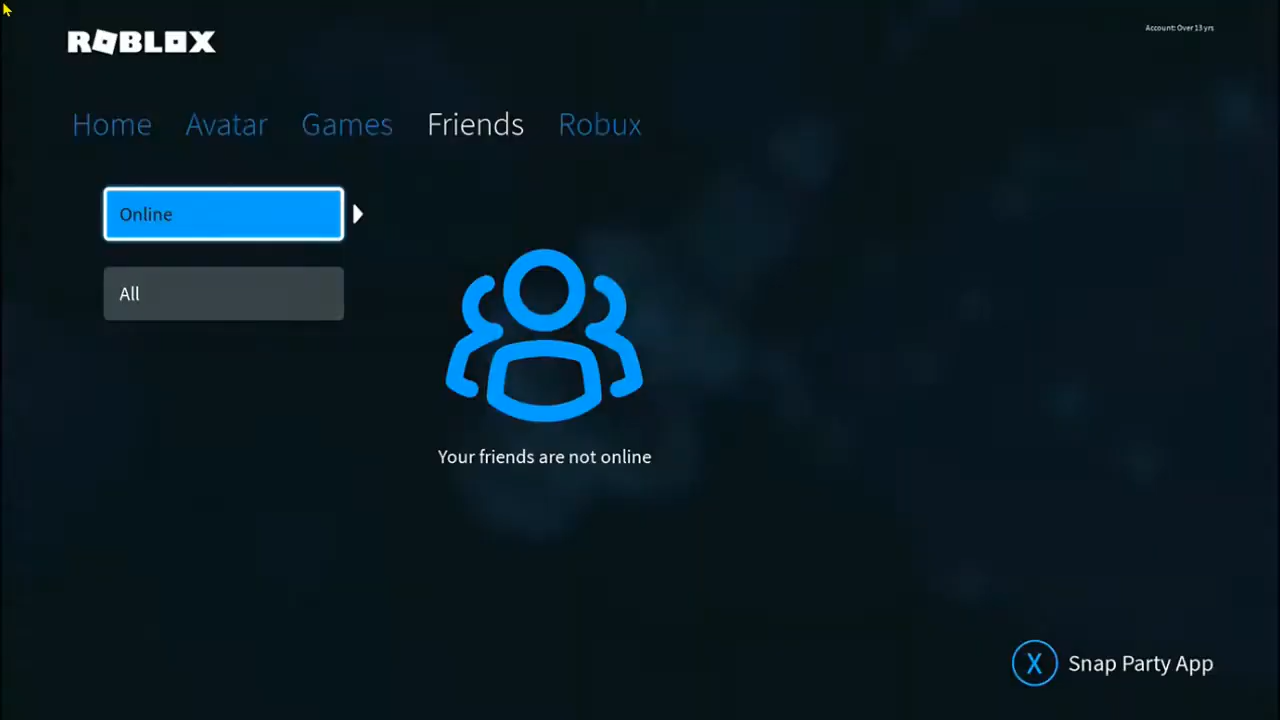 ROBLOX
Account: Over 13 yrs
Home Avatar Games Friends Robux
Online
All
Your friends are not online
X Snap Party App